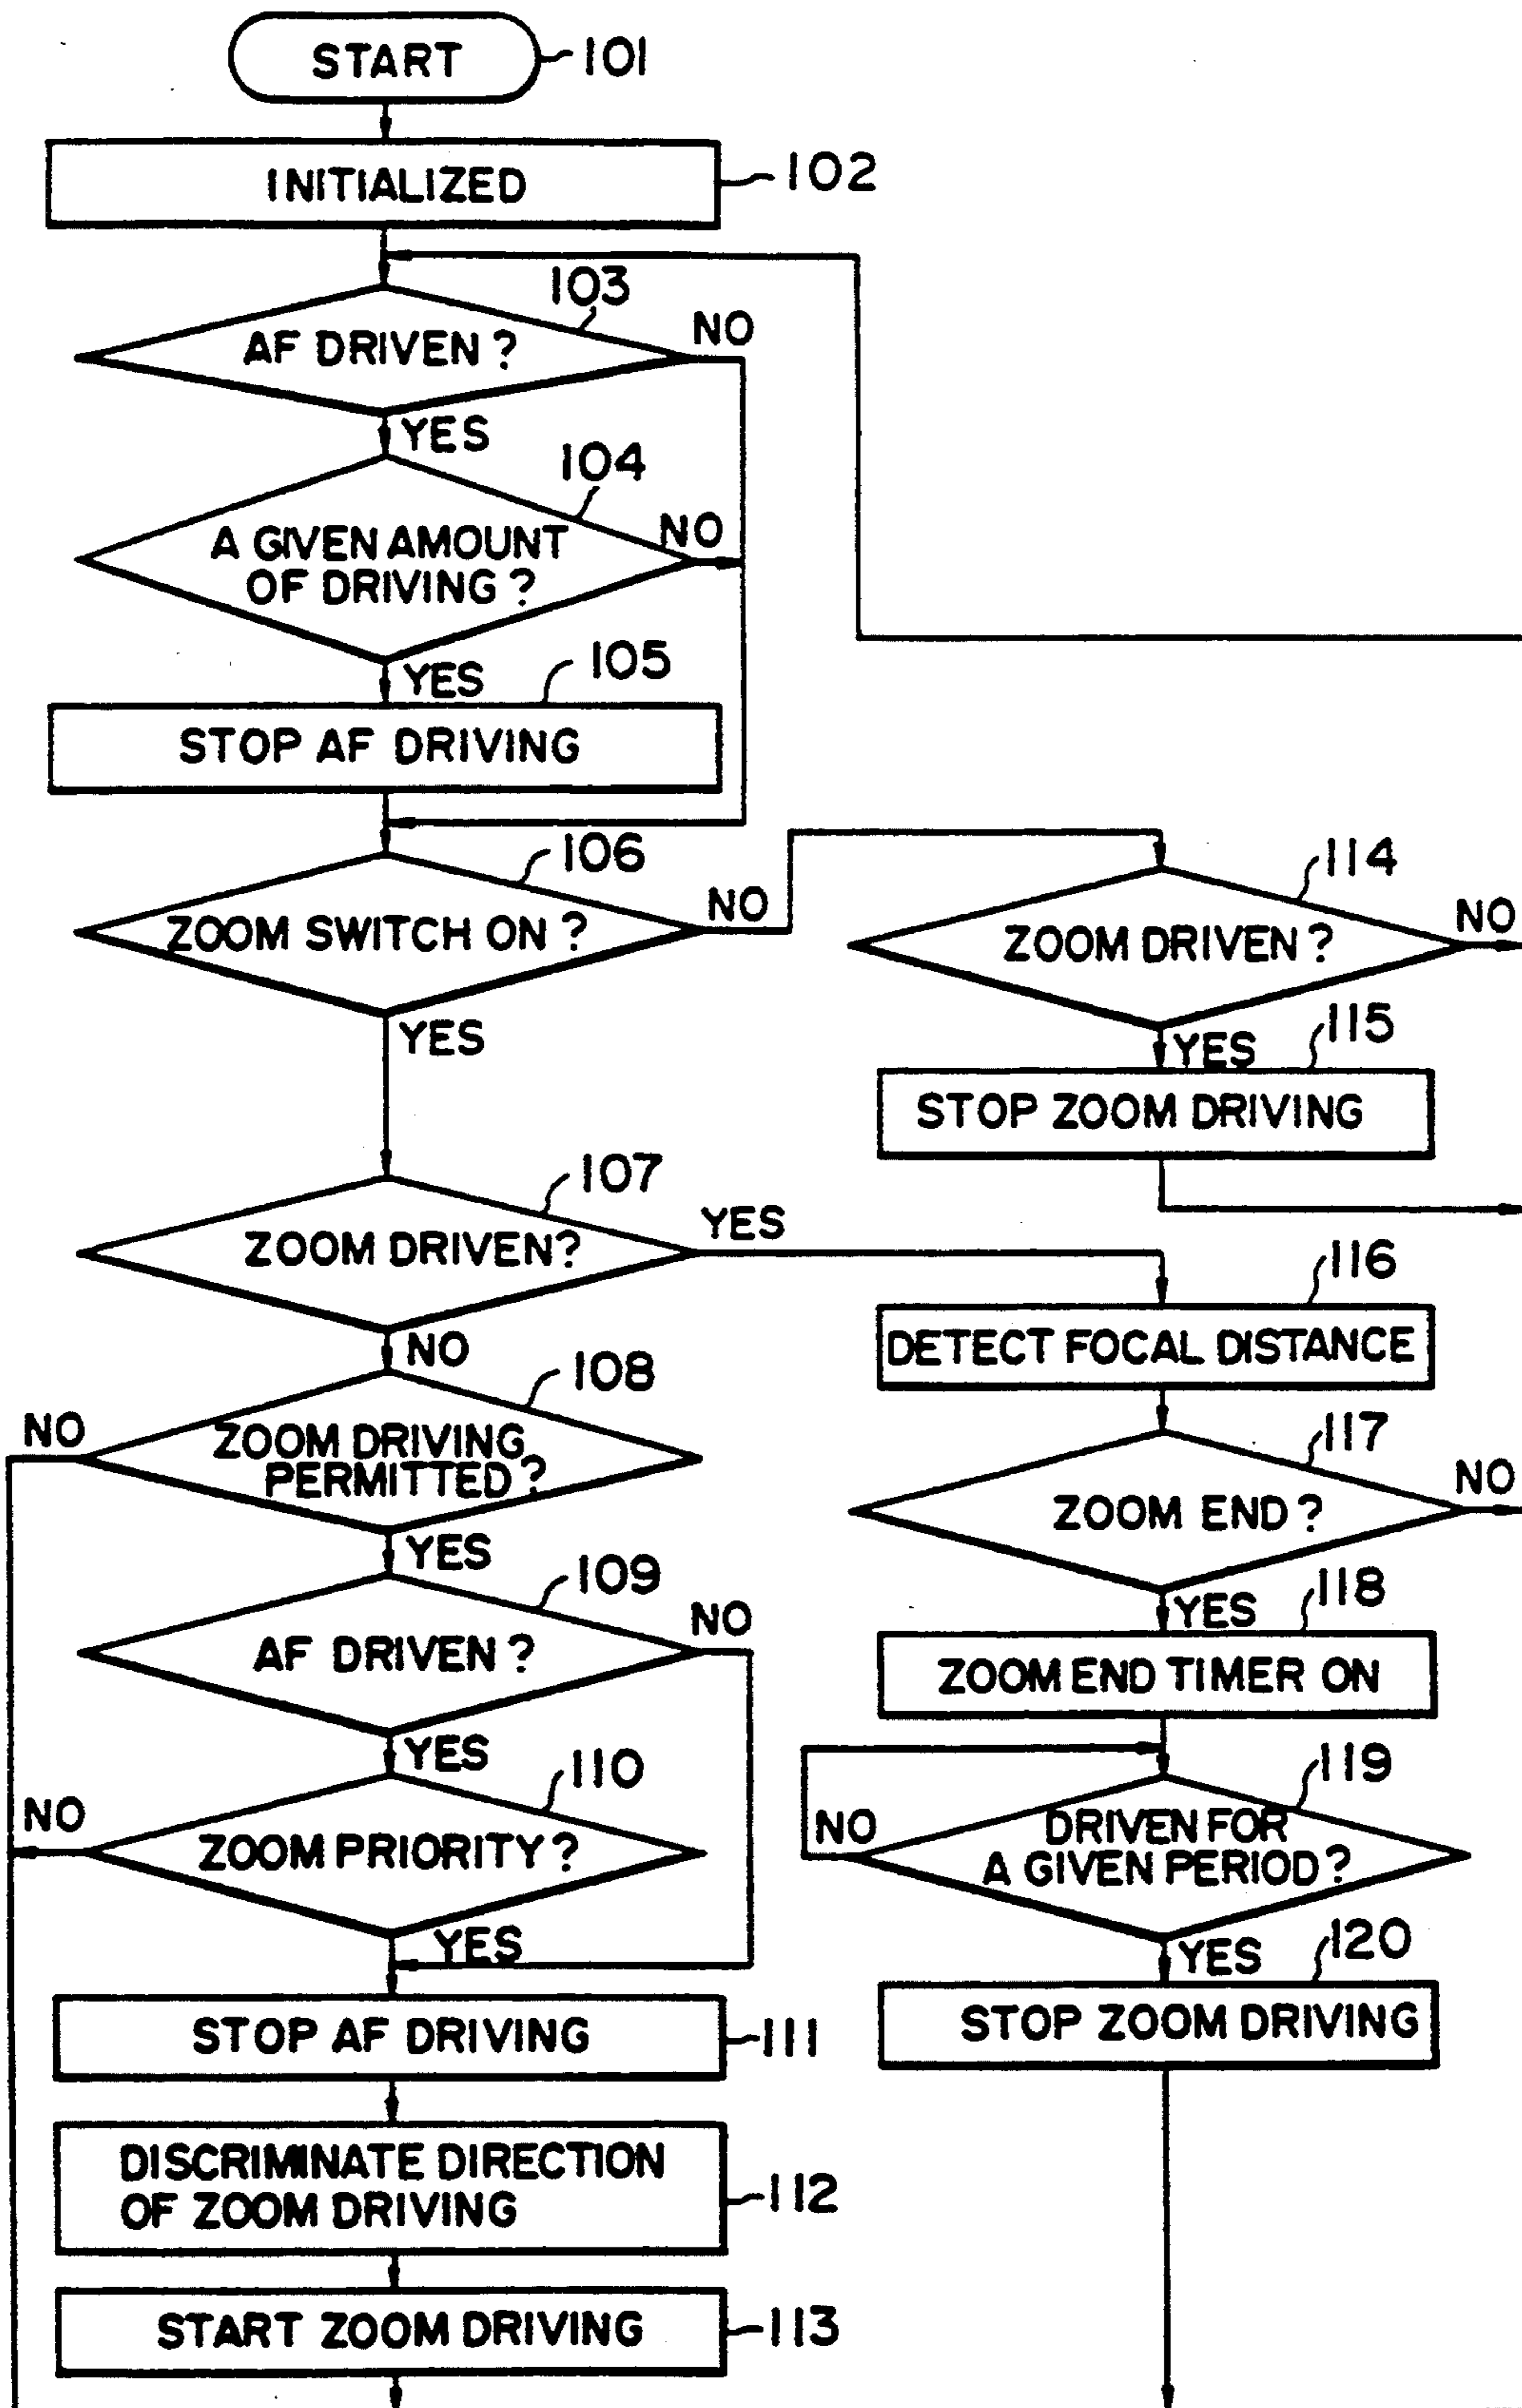 START
101
INITIALIZED
102
103
AF DRIVEN ?
NO
YES
104
A GIVEN AMOUNT
OF DRIVING ?
NO
YES
105
STOP AF DRIVING
106
ZOOM SWITCH ON ?
NO
YES
107
ZOOM DRIVEN?
YES
NO
108
ZOOM DRIVING
PERMITTED ?
NO
YES
109
AF DRIVEN ?
NO
YES
110
ZOOM PRIORITY ?
NO
YES
STOP AF DRIVING
111
DISCRIMINATE DIRECTION
OF ZOOM DRIVING
112
START ZOOM DRIVING
113
114
ZOOM DRIVEN ?
NO
YES
115
STOP ZOOM DRIVING
116
DETECT FOCAL DISTANCE
117
ZOOM END ?
NO
YES
118
ZOOM END TIMER ON
119
DRIVEN FOR
A GIVEN PERIOD?
NO
YES
120
STOP ZOOM DRIVING